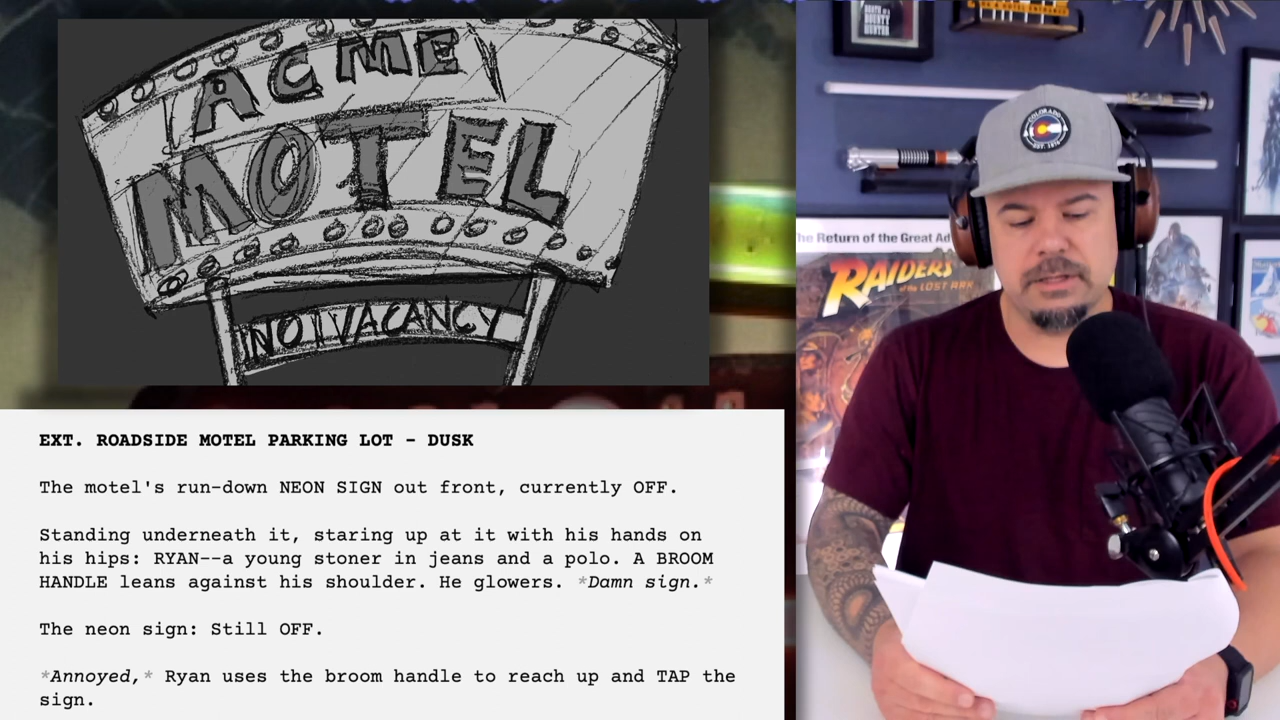 ACME
MOTEL
NO VACANCY
EXT. ROADSIDE MOTEL PARKING LOT - DUSK
The motel's run-down NEON SIGN out front, currently OFF.
Standing underneath it, staring up at it with his hands on
his hips: RYAN--a young stoner in jeans and a polo. A BROOM
HANDLE leans against his shoulder. He glowers. *Damn sign.*
The neon sign: Still OFF.
*Annoyed,* Ryan uses the broom handle to reach up and TAP the
sign.
BOUNTY
HUNTER
COLORADO
The Return of the Great Ad
RAIDERS
of the LOST ARK